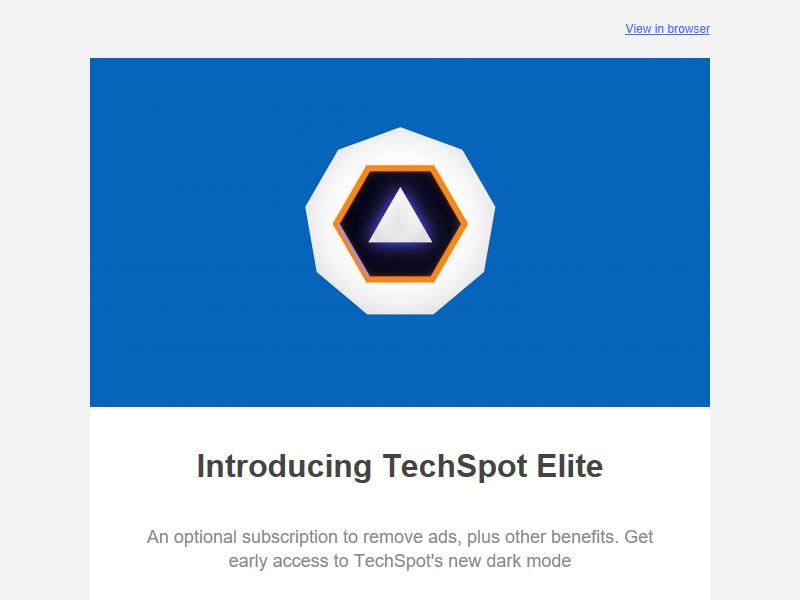 View in browser
Introducing TechSpot Elite
An optional subscription to remove ads, plus other benefits. Get
early access to TechSpot's new dark mode